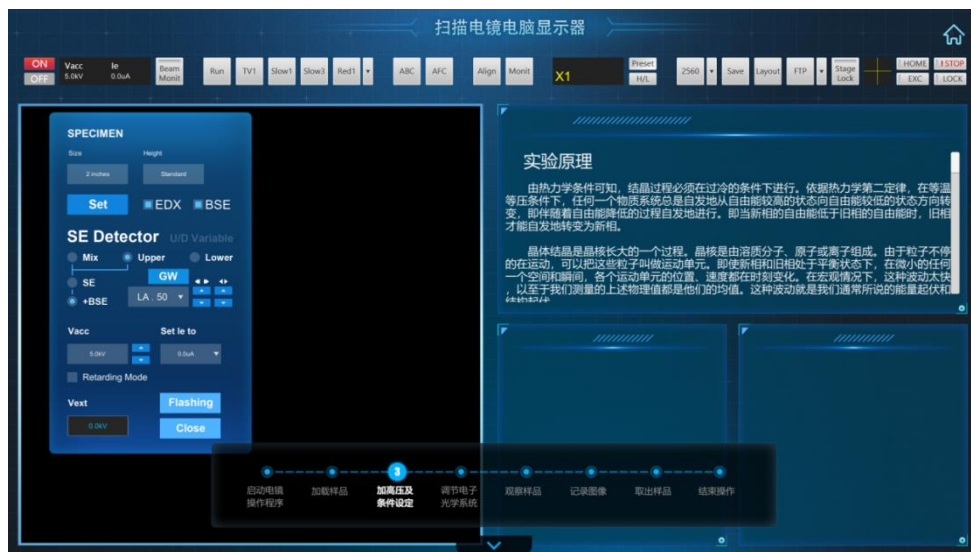 扫描电镜电脑显示器
ON
OFF
Vacc
5.0kV
Ie
0.0uA
Beam
Monit
Run
TV1
Slow1
Slow3
Red1
ABC
AFC
Align
Monit
X1
Preset
H/L
2560
Save
Layout
FTP
Stage
Lock
HOME
EXC
! STOP
LOCK
SPECIMEN
Size
Height
2 inches
Standard
Set
EDX
BSE
SE Detector U/D Variable
Mix
Upper
Lower
SE
GW
+BSE
LA . 50
Vacc
Set le to
5.0kV
0.0uA
Retarding Mode
Vext
Flashing
0.0kV
Close
实验原理
由热力学条件可知，结晶过程必须在过冷的条件下进行。依据热力学第二定律，在等温
等压条件下，任何一个物质系统总是自发地从自由能较高的状态向自由能较低的状态方向转
变，即伴随着自由能降低的过程自发地进行。即当新相的自由能低于旧相的自由能时，旧相
才能自发地转变为新相。
晶体结晶是晶核长大的一个过程。晶核是由溶质分子、原子或离子组成。由于粒子不停
的在运动，可以把这些粒子叫做运动单元。即使新相和旧相处于平衡状态下，在微小的任何
一个空间和瞬间，各个运动单元的位置、速度都在时刻变化。在宏观情况下，这种波动太快
，以至于我们测量的上述物理值都是他们的均值。这种波动就是我们通常所说的能量起伏和
结构起伏
3
启动电镜
操作程序
加载样品
加高压及
条件设定
调节电子
光学系统
观察样品
记录图像
取出样品
结束操作